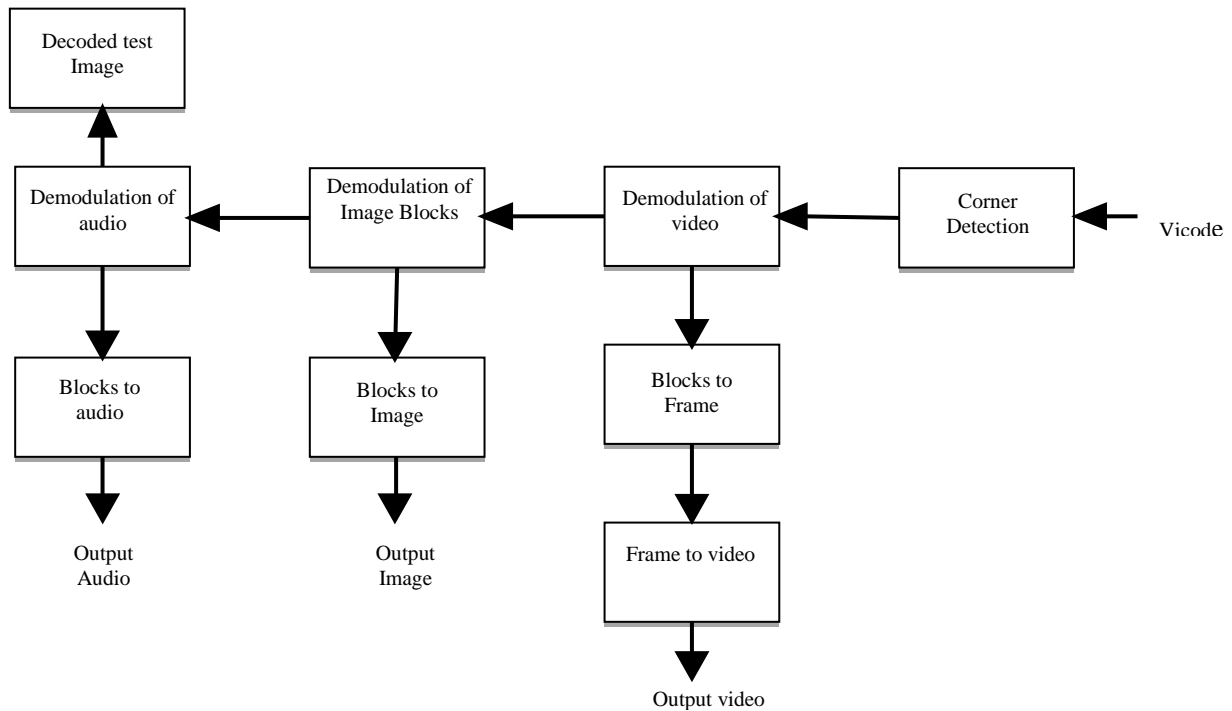 Decoded test
Image
Demodulation of
audio
Demodulation of
Image Blocks
Demodulation of
video
Corner
Detection
Vicode
Blocks to
audio
Blocks to
Image
Blocks to
Frame
Output
Audio
Output
Image
Frame to video
Output video